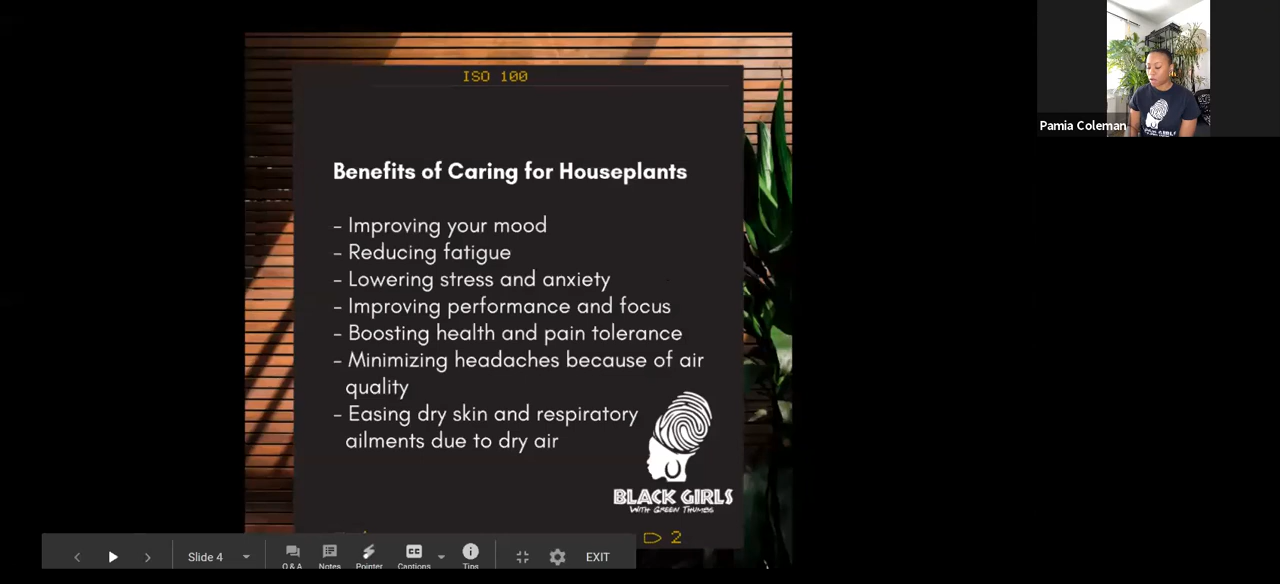 ISO 100
Pamia Coleman
Benefits of Caring for Houseplants
- Improving your mood
- Reducing fatigue
- Lowering stress and anxiety
- Improving performance and focus
- Boosting health and pain tolerance
- Minimizing headaches because of air
quality
- Easing dry skin and respiratory
ailments due to dry air
BLACK GIRLS
WITH GREEN THUMBS
2
Slide 4
Q & A
Notes
Pointer
Captions
Tips
EXIT
CC